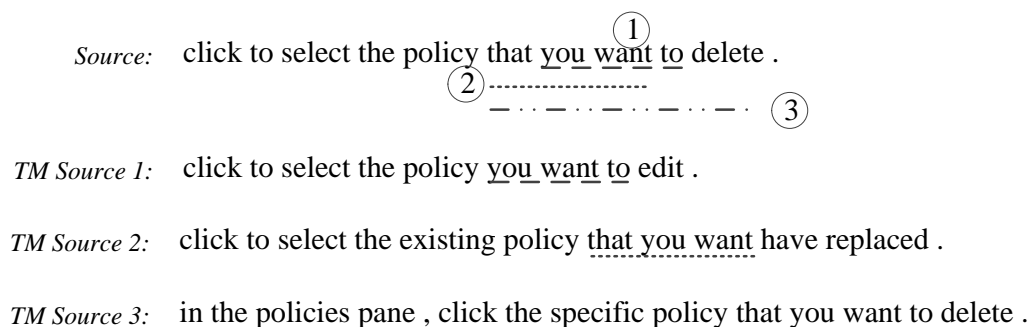 1
Source: click to select the policy that you want to delete .
2
3
TM Source 1: click to select the policy you want to edit .
TM Source 2: click to select the existing policy that you want have replaced .
TM Source 3: in the policies pane , click the specific policy that you want to delete .